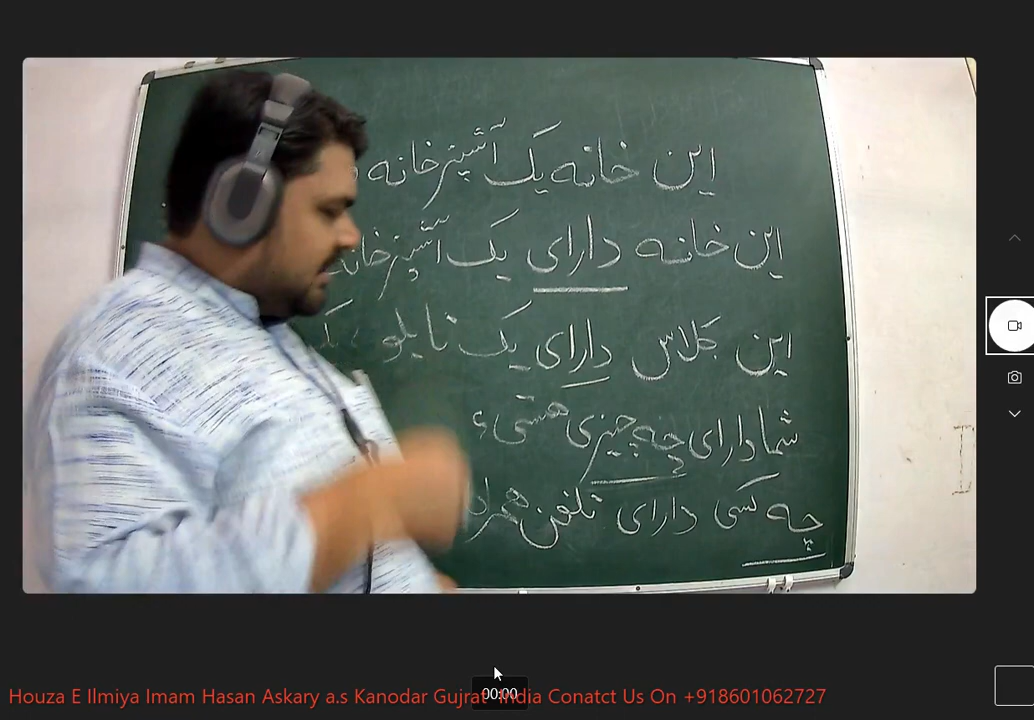 این خانه یک آشپزخانه
این خانه دارای یک آشپزخانه
این کلاس دارای یک تابلو
شما دارای چه چیزی هستی؟
چه کسی دارای تلفن همراه
00:00
Houza E Ilmiya Imam Hasan Askary a.s Kanodar Gujrat India Conatct Us On +918601062727